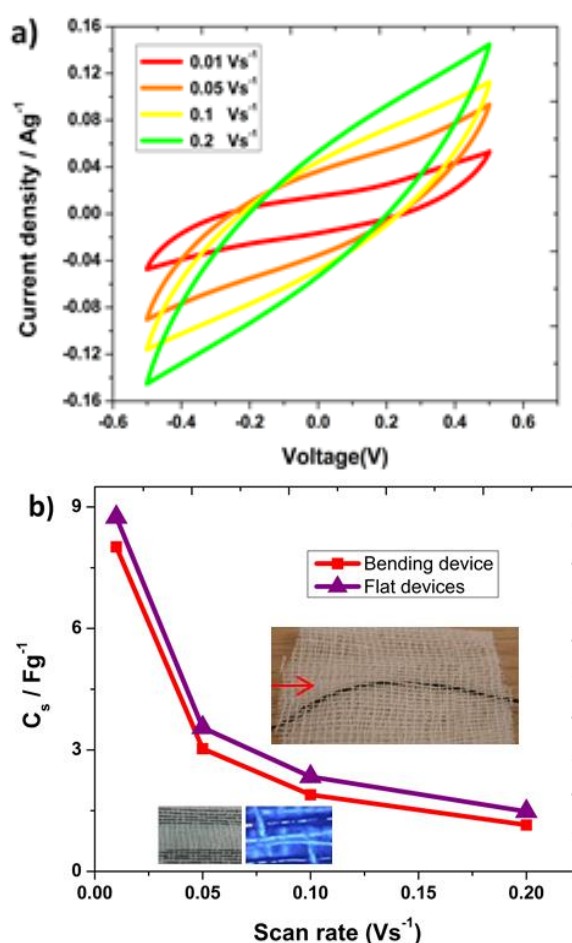 a)
0.16
0.12
0.08
0.04
0.00
-0.04
-0.08
-0.12
-0.16
0.01 Vs⁻¹
0.05 Vs⁻¹
0.1 Vs⁻¹
0.2 Vs⁻¹
Current density / Ag⁻¹
-0.6 -0.4 -0.2 0.0 0.2 0.4 0.6
Voltage(V)
b)
9
6
3
0
Bending device
Flat devices
Cₛ / Fg⁻¹
0.00 0.05 0.10 0.15 0.20
Scan rate (Vs⁻¹)